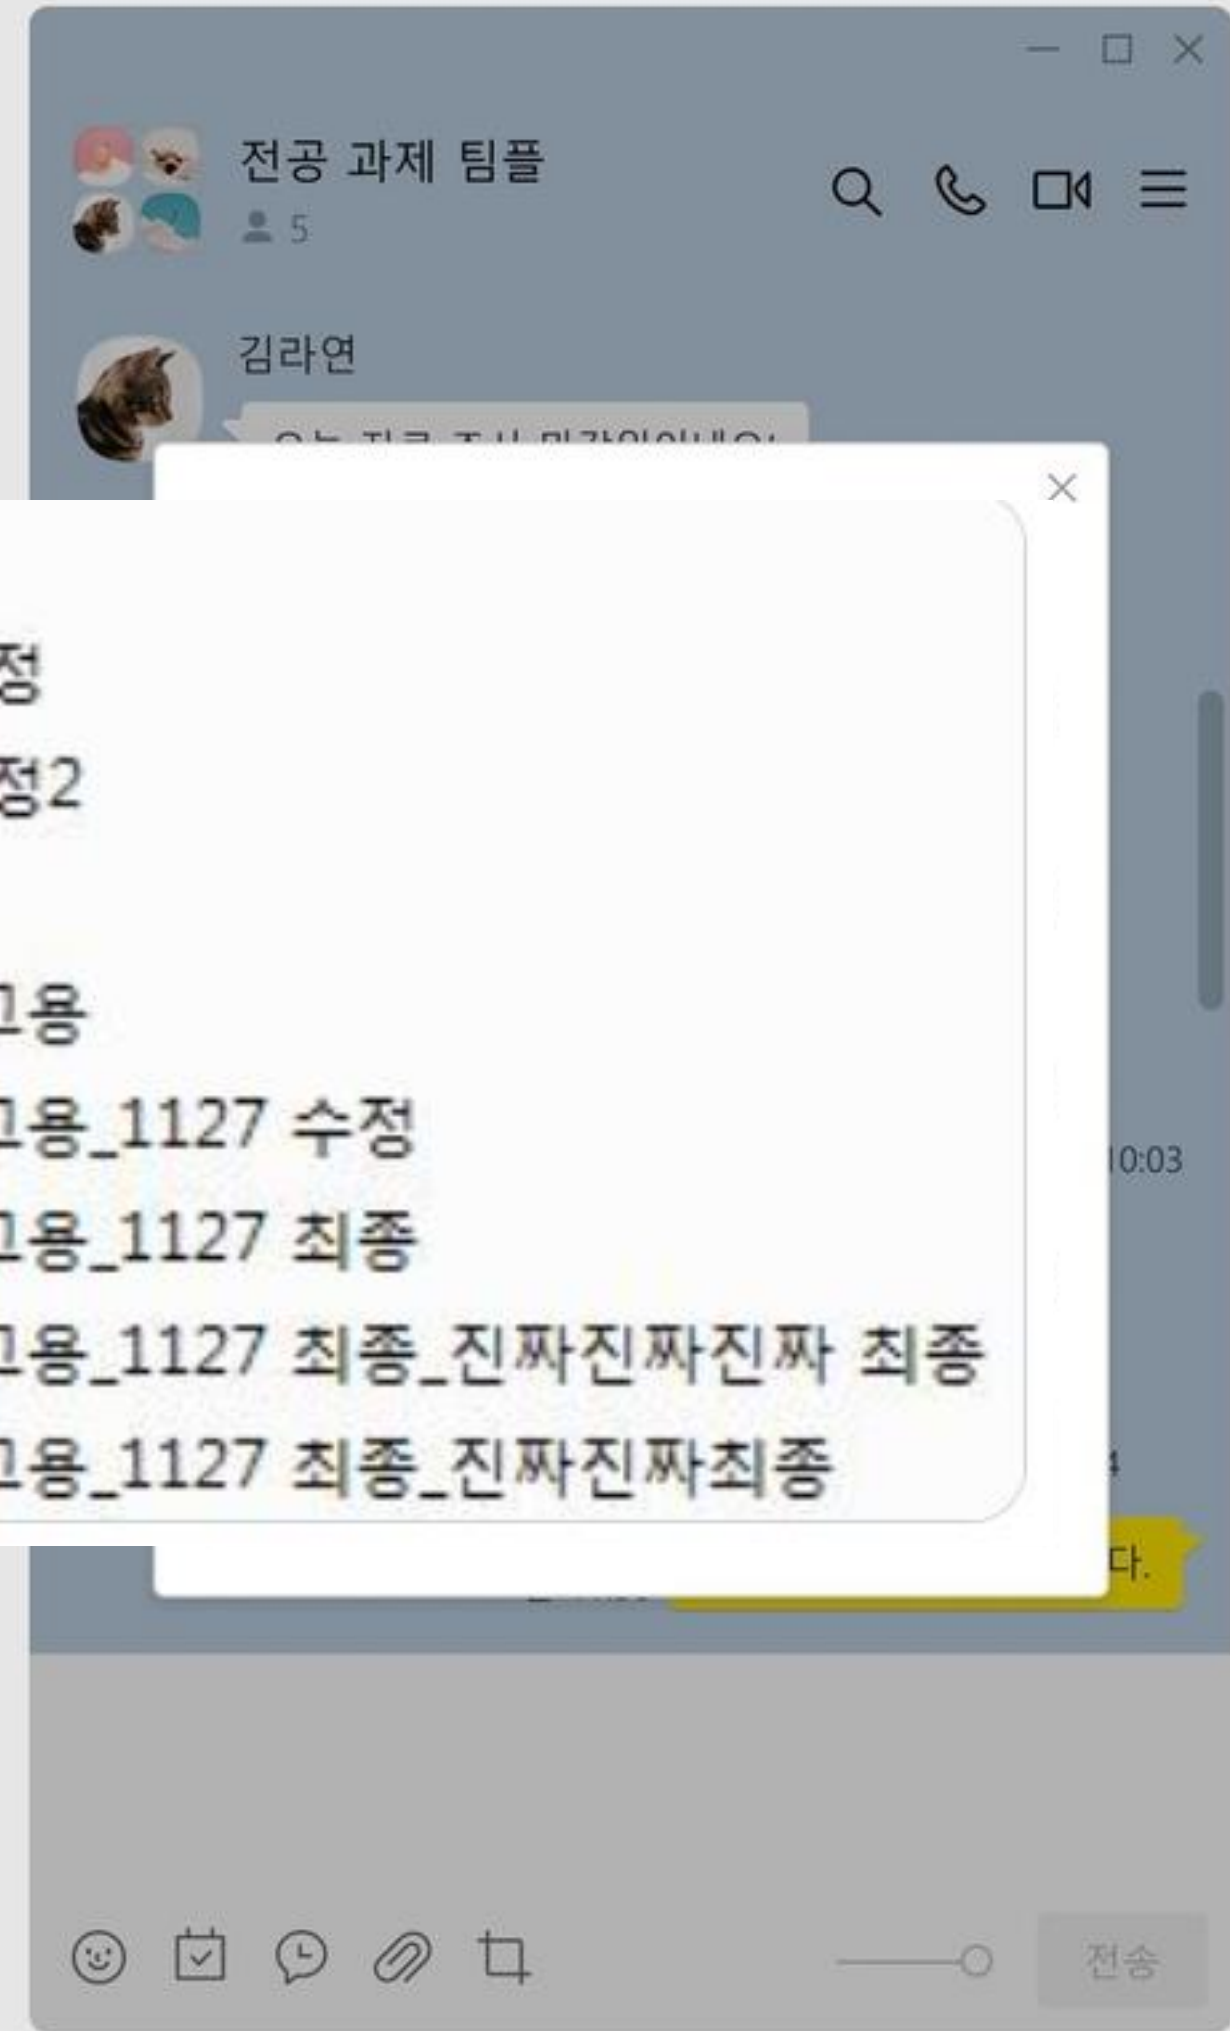 전공 과제 팀플
5
김라연
정
정2
고용
고용_1127 수정
고용_1127 최종
고용_1127 최종_진짜진짜진짜 최종
고용_1127 최종_진짜진짜최종
10:03
4
다.
전송